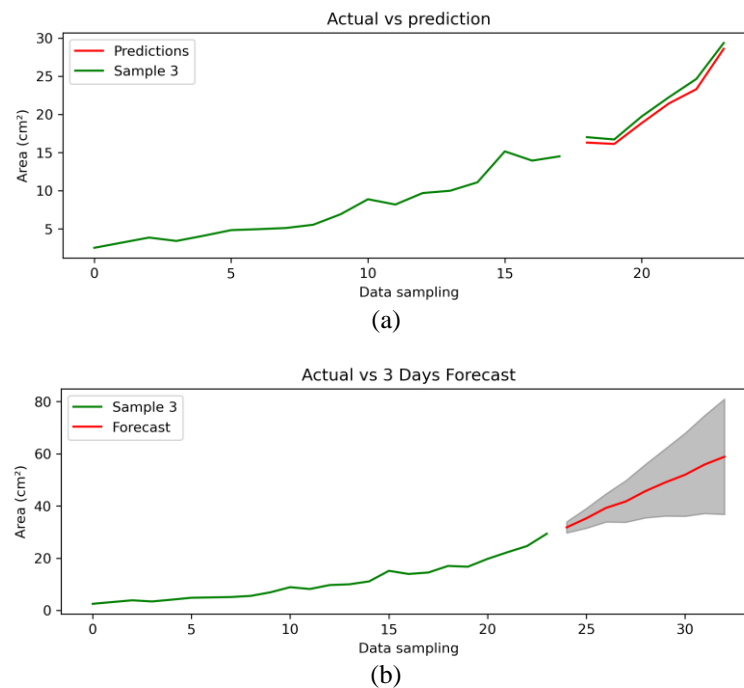 Actual vs prediction
Predictions
Sample 3
Area (cm²)
30
25
20
15
10
5
0 5 10 15 20
Data sampling
(a)
Actual vs 3 Days Forecast
Sample 3
Forecast
Area (cm²)
80
60
40
20
0
0 5 10 15 20 25 30
Data sampling
(b)